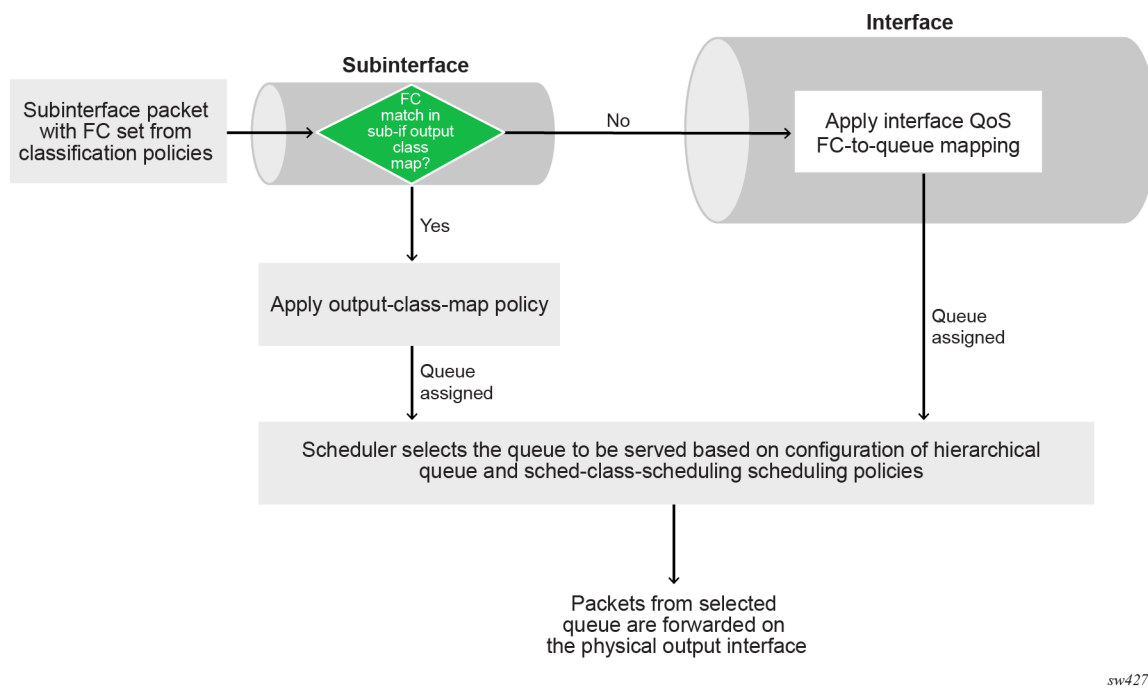 Interface
Subinterface
Subinterface packet
with FC set from
classification policies
FC
match in
sub-if output
class
map?
No
Apply interface QoS
FC-to-queue mapping
Yes
Apply output-class-map policy
Queue
assigned
Queue
assigned
Scheduler selects the queue to be served based on configuration of hierarchical
queue and sched-class-scheduling scheduling policies
Packets from selected
queue are forwarded on
the physical output interface
sw4279